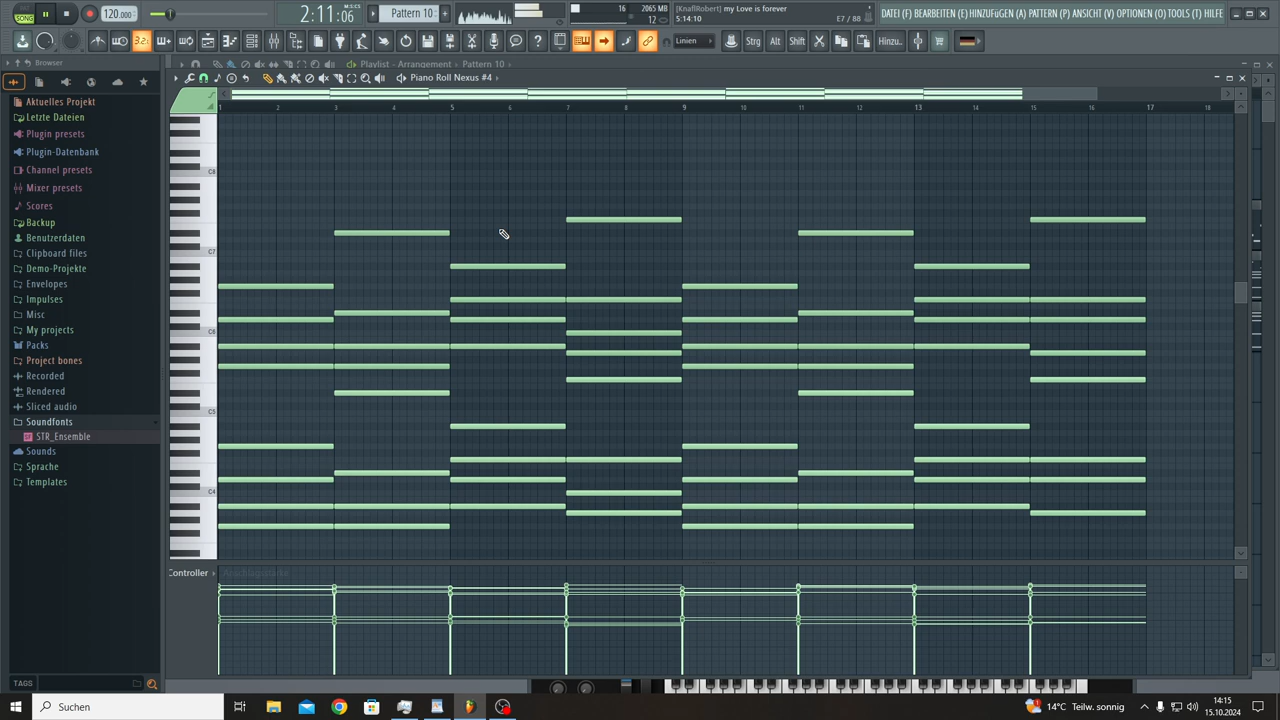 DATEI (F) BEARBEITEN (E) HINZUFüGEN (A) PATTERN (P) ANSICHT (V) OPTIONEN (O) TOOLS (T) HILFE
PAT
SONG
120.000
2:11:06
M:S:CS
Pattern 10
16
2065 MB
12
[KnaflRobert] my Love is forever
5:14:10
E7 / 88
Linien
Strg
Alt
Shift
Hinzu..
Browser
Playlist - Arrangement
Pattern 10
Piano Roll Nexus #4
Aktuelles Projekt
Letzte Dateien
Plugin presets
Plugin-Datenbank
Channel presets
Mixer presets
Scores
Backup
Benutzerdaten
Clipboard files
Demo-Projekte
Envelopes
Impulses
Misc
My projects
Packs
Project bones
Recorded
Rendered
Sliced audio
Soundfonts
STR_Ensemble
Sounds
Sprache
Templates
TAGS
1 2 3 4 5 6 7 8 9 10 11 12 13 14 15 16 17 18
C8
C7
C6
C5
C4
Controller
Anschlagstärke
Suchen
14°C Teilw. sonnig
14:15
15.10.2024